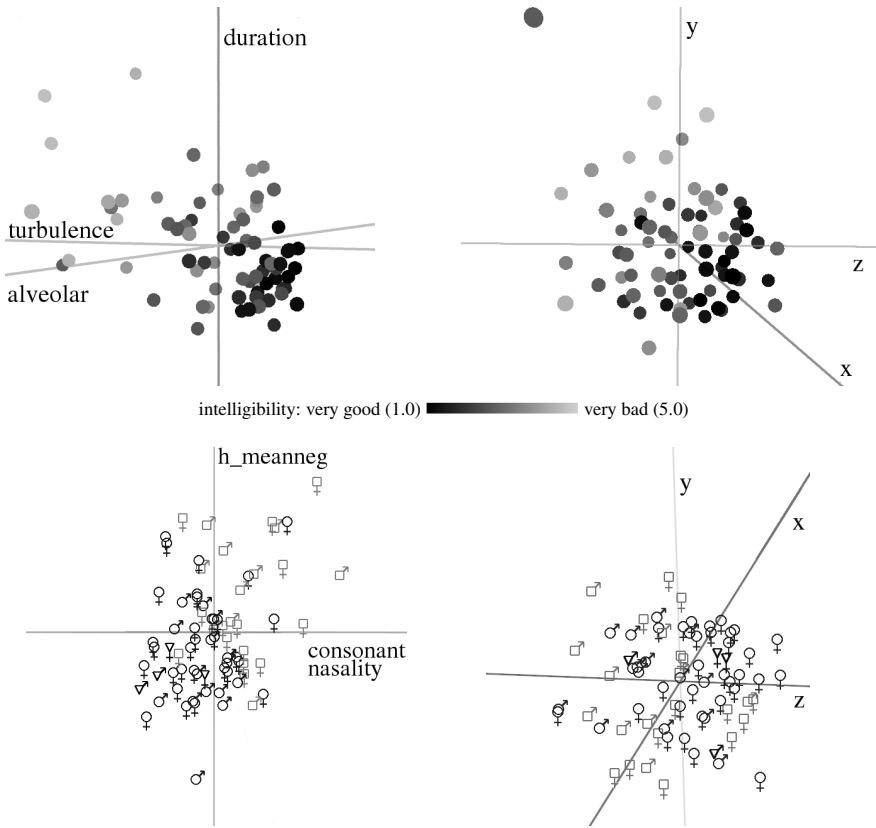 duration
y
turbulence
alveolar
z
x
intelligibility: very good (1.0)
very bad (5.0)
h_meanneg
y
x
consonant
nasality
z